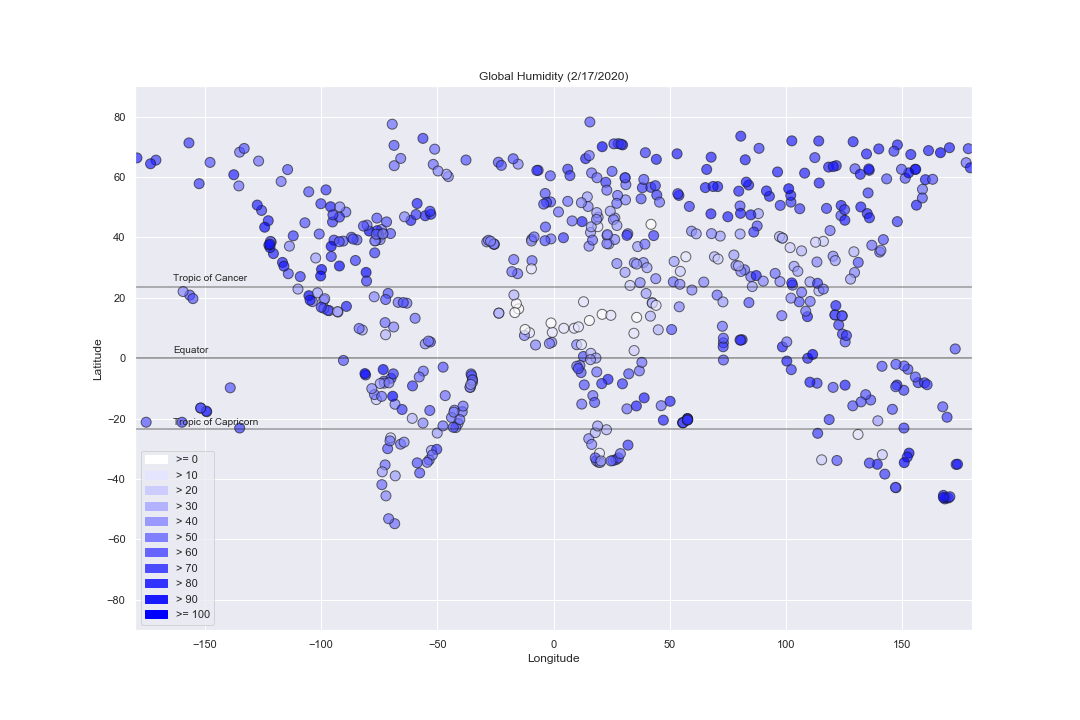 Global Humidity (2/17/2020)
80
60
40
Tropic of Cancer
20
Equator
0
Latitude
−20
Tropic of Capricorn
−40
−60
−80
>= 0
> 10
> 20
> 30
> 40
> 50
> 60
> 70
> 80
> 90
>= 100
−150 −100 −50 0 50 100 150
Longitude